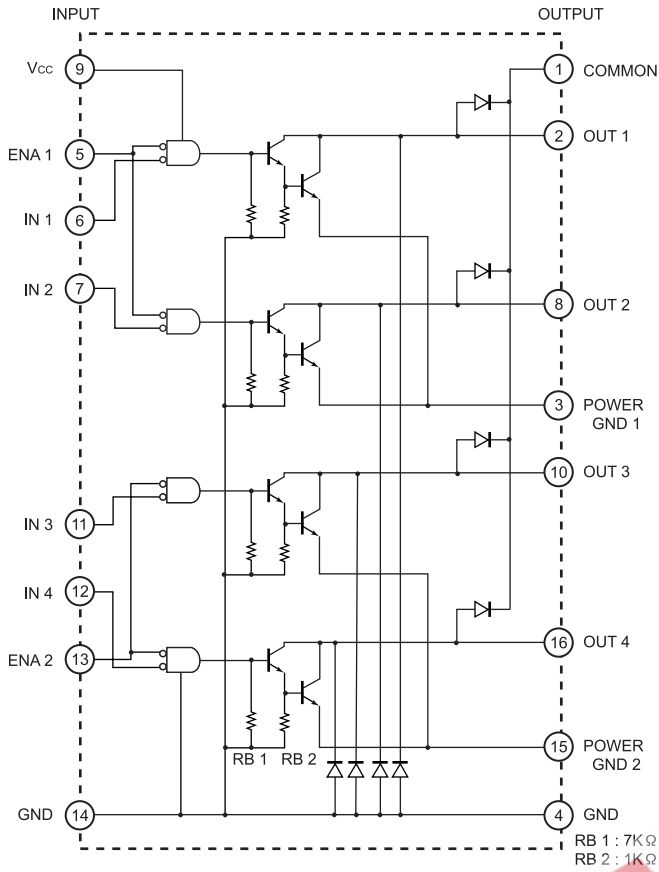 INPUT
OUTPUT
Vcc
9
1
COMMON
ENA 1
5
2
OUT 1
IN 1
6
IN 2
7
8
OUT 2
3
POWER
GND 1
10
OUT 3
IN 3
11
IN 4
12
ENA 2
13
16
OUT 4
RB 1
RB 2
15
POWER
GND 2
GND
14
4
GND
RB 1 : 7KΩ
RB 2 : 1KΩ